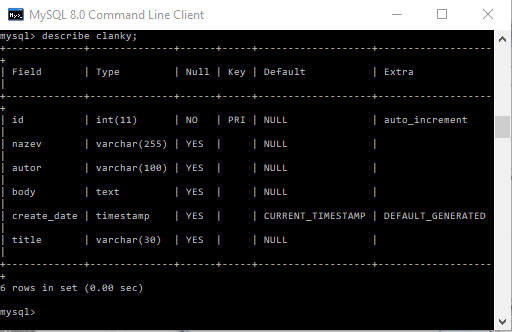 MySQL 8.0 Command Line Client
mysql> describe clanky;
+-------------+--------------+------+-----+-------------------+-------------------
+
| Field       | Type         | Null | Key | Default           | Extra
|
+-------------+--------------+------+-----+-------------------+-------------------
+
| id          | int(11)      | NO   | PRI | NULL              | auto_increment
|
| nazev       | varchar(255) | YES  |     | NULL              |
|
| autor       | varchar(100) | YES  |     | NULL              |
|
| body        | text         | YES  |     | NULL              |
|
| create_date | timestamp    | YES  |     | CURRENT_TIMESTAMP | DEFAULT_GENERATED
|
| title       | varchar(30)  | YES  |     | NULL              |
|
+-------------+--------------+------+-----+-------------------+-------------------
+
6 rows in set (0.00 sec)
mysql>